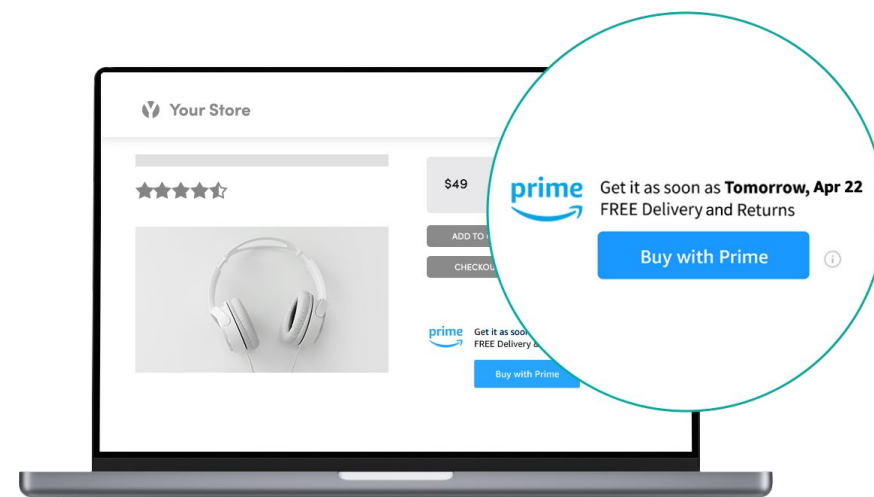 Your Store
$49
ADD TO
CHECKOU
prime
Get it as soon
FREE Delivery
Buy with Prime
prime
Get it as soon as Tomorrow, Apr 22
FREE Delivery and Returns
Buy with Prime